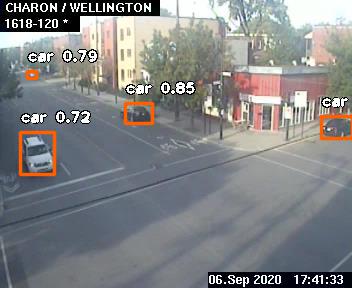 CHARON / WELLINGTON
1618-120 *
car 0.79
car 0.85
car 0.72
car
06.Sep 2020 17:41:33